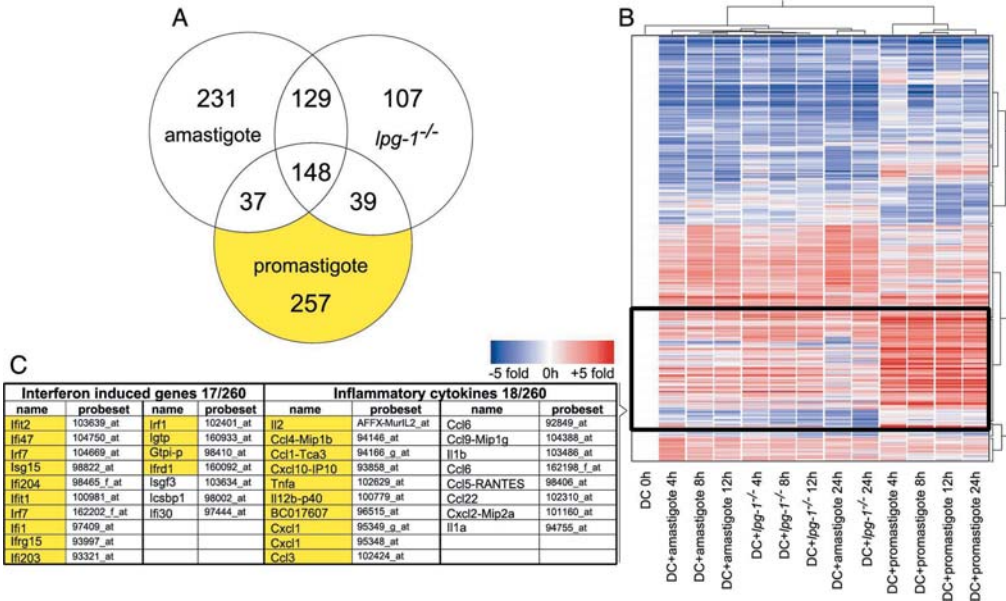 A
231
129
107
amastigote
lpg-1-/-
148
37
39
promastigote
257
B
-5 fold 0h +5 fold
DC 0h
DC+amastigote 4h
DC+amastigote 8h
DC+amastigote 12h
DC+lpg-1-/- 4h
DC+lpg-1-/- 8h
DC+lpg-1-/- 12h
DC+amastigote 24h
DC+lpg-1-/- 24h
DC+promastigote 4h
DC+promastigote 8h
DC+promastigote 12h
DC+promastigote 24h
C
Interferon induced genes 17/260 Inflammatory cytokines 18/260
name probeset name probeset name probeset name probeset
Ifit2 103639_at Irf1 102401_at Il2 AFFX-MurIL2_at Ccl6 92849_at
Ifi47 104750_at Igtp 160933_at Ccl4-Mip1b 94146_at Ccl9-Mip1g 104388_at
Irf7 104669_at Gtpi-p 98410_at Ccl1-Tca3 94166_g_at Il1b 103486_at
Isg15 98822_at Ifrd1 160092_at Cxcl10-IP10 93858_at Ccl6 162198_f_at
Ifi204 98465_f_at Isgf3 103634_at Tnfa 102629_at Ccl5-RANTES 98406_at
Ifit1 100981_at Icsbp1 98002_at Il12b-p40 100779_at Ccl22 102310_at
Irf7 162202_f_at Ifi30 97444_at BC017607 96515_at Cxcl2-Mip2a 101160_at
Ifi1 97409_at Cxcl1 95349_g_at Il1a 94755_at
Ifrg15 93997_at Cxcl1 95348_at
Ifi203 93321_at Ccl3 102424_at